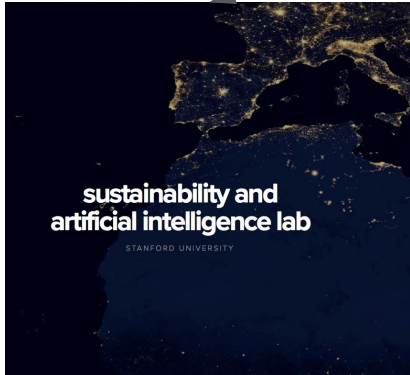 sustainability and
artificial intelligence lab
STANFORD UNIVERSITY